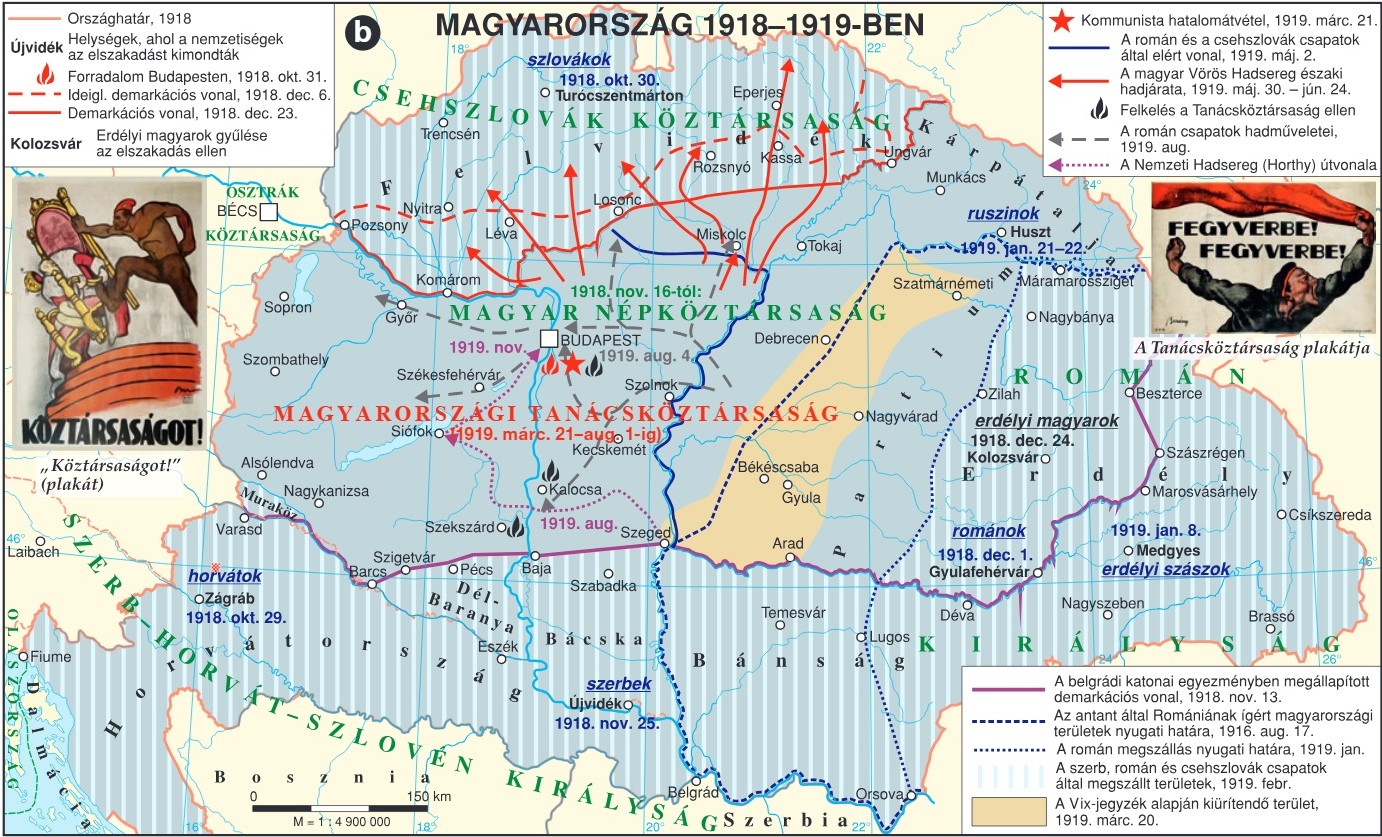 b
MAGYARORSZÁG 1918–1919-BEN
Országhatár, 1918
Újvidék
Helységek, ahol a nemzetiségek
az elszakadást kimondták
Forradalom Budapesten, 1918. okt. 31.
Ideigl. demarkációs vonal, 1918. dec. 6.
Demarkációs vonal, 1918. dec. 23.
Kolozsvár
Erdélyi magyarok gyűlése
az elszakadás ellen
Kommunista hatalomátvétel, 1919. márc. 21.
A román és a csehszlovák csapatok
által elért vonal, 1919. máj. 2.
A magyar Vörös Hadsereg északi
hadjárata, 1919. máj. 30. – jún. 24.
Felkelés a Tanácsköztársaság ellen
A román csapatok hadműveletei,
1919. aug.
A Nemzeti Hadsereg (Horthy) útvonala
18°
22°
24°
szlovákok
1918. okt. 30.
Turócszentmárton
CSEHSZLOVÁK KÖZTÁRSASÁG
Eperjes
Trencsén
Felvidék
Rozsnyó
Kassa
Ungvár
Kárpátalja
Munkács
OSZTRÁK
BÉCS
KÖZTÁRSASÁG
Nyitra
Pozsony
Léva
Losonc
Miskolc
Tokaj
ruszinok
Huszt
1919. jan. 21–22.
Máramarossziget
Szatmárnémeti
Nagybánya
Komárom
Sopron
Győr
1918. nov. 16-tól:
MAGYAR NÉPKÖZTÁRSASÁG
Debrecen
1919. nov.
BUDAPEST
1919. aug. 4.
Szombathely
Székesfehérvár
Szolnok
MAGYARORSZÁGI TANÁCSKÖZTÁRSASÁG
(1919. márc. 21–aug. 1-ig)
Siófok
Kecskemét
Nagyvárad
Zilah
Partium
ROMÁN
Beszterce
erdélyi magyarok
1918. dec. 24.
Kolozsvár
Szászrégen
Erdély
Marosvásárhely
Csíkszereda
KÖZTÁRSASÁGOT!
„Köztársaságot!”
(plakát)
FEGYVERBE!
FEGYVERBE!
A Tanácsköztársaság plakátja
Alsólendva
Nagykanizsa
Muraköz
Varasd
Békéscsaba
Gyula
Kalocsa
1919. aug.
Szekszárd
Szeged
Arad
románok
1918. dec. 1.
Gyulafehérvár
1919. jan. 8.
Medgyes
erdélyi szászok
Laibach
46°
46°
SZERB–HORVÁT–SZLOVÉN KIRÁLYSÁG
horvátok
Zágráb
1918. okt. 29.
Szigetvár
Barcs
Pécs
Baja
Szabadka
Dél-
Baranya
Bácska
Eszék
Temesvár
Lugos
Déva
Nagyszeben
Brassó
KIRÁLYSÁG
Bánság
OLASZORSZÁG
Fiume
Dalmácia
Horvátország
szerbek
Újvidék
1918. nov. 25.
Bosznia
0
150 km
M = 1 : 4 900 000
Belgrád
Szerbia
Orsova
16°
18°
20°
24°
26°
A belgrádi katonai egyezményben megállapított
demarkációs vonal, 1918. nov. 13.
Az antant által Romániának ígért magyarországi
területek nyugati határa, 1916. aug. 17.
A román megszállás nyugati határa, 1919. jan.
A szerb, román és csehszlovák csapatok
által megszállt területek, 1919. febr.
A Vix-jegyzék alapján kiürítendő terület,
1919. márc. 20.